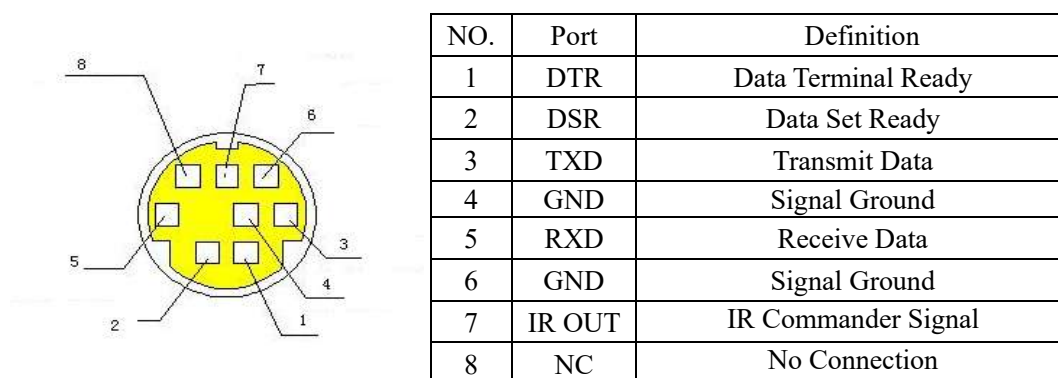 8
7
6
5
3
4
2
1
NO. Port Definition
1 DTR Data Terminal Ready
2 DSR Data Set Ready
3 TXD Transmit Data
4 GND Signal Ground
5 RXD Receive Data
6 GND Signal Ground
7 IR OUT IR Commander Signal
8 NC No Connection